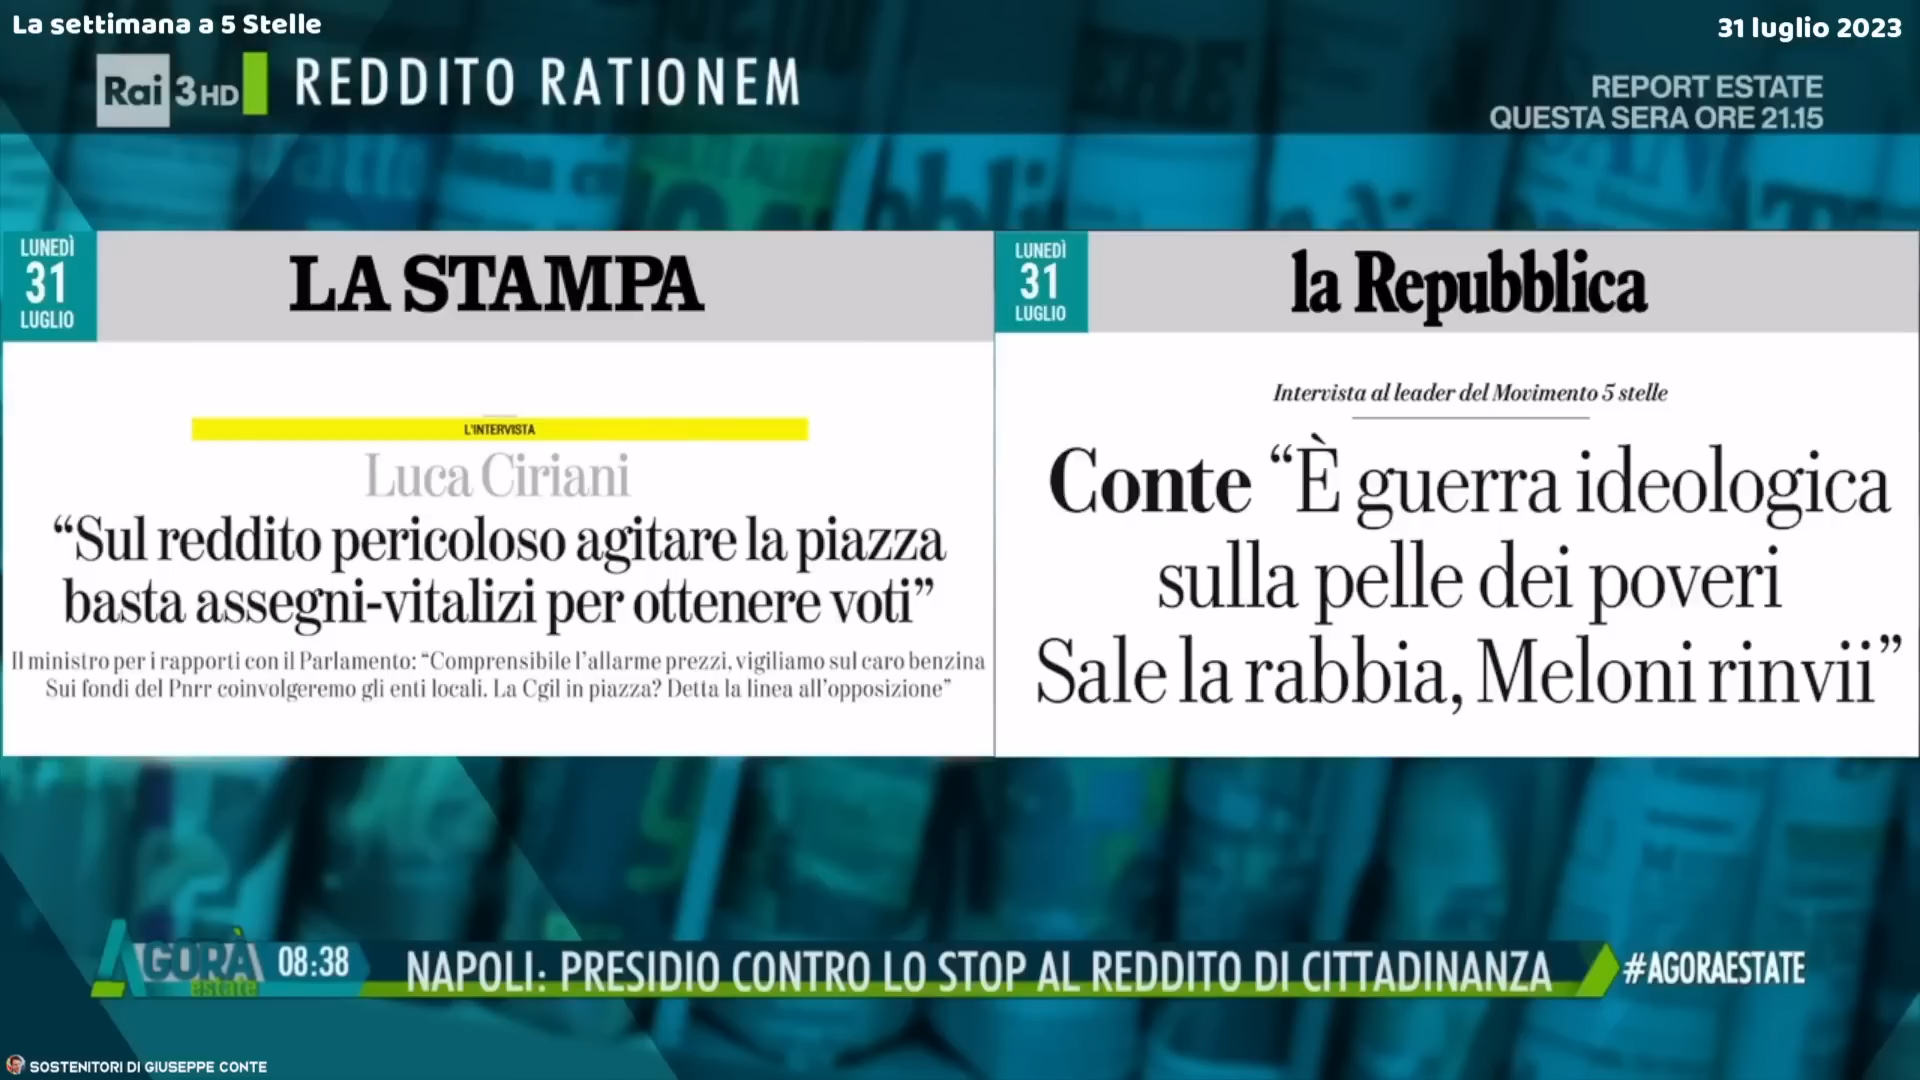 La settimana a 5 Stelle
31 luglio 2023
Rai 3 HD
REDDITO RATIONEM
REPORT ESTATE
QUESTA SERA ORE 21.15
LUNEDÌ
31
LUGLIO
LA STAMPA
L'INTERVISTA
Luca Ciriani
“Sul reddito pericoloso agitare la piazza
basta assegni-vitalizi per ottenere voti”
Il ministro per i rapporti con il Parlamento: “Comprensibile l’allarme prezzi, vigiliamo sul caro benzina
Sui fondi del Pnrr coinvolgeremo gli enti locali. La Cgil in piazza? Detta la linea all’opposizione”
LUNEDÌ
31
LUGLIO
la Repubblica
Intervista al leader del Movimento 5 stelle
Conte “È guerra ideologica
sulla pelle dei poveri
Sale la rabbia, Meloni rinvii”
AGORÀ
estate
08:38
NAPOLI: PRESIDIO CONTRO LO STOP AL REDDITO DI CITTADINANZA
#AGORAESTATE
SOSTENITORI DI GIUSEPPE CONTE